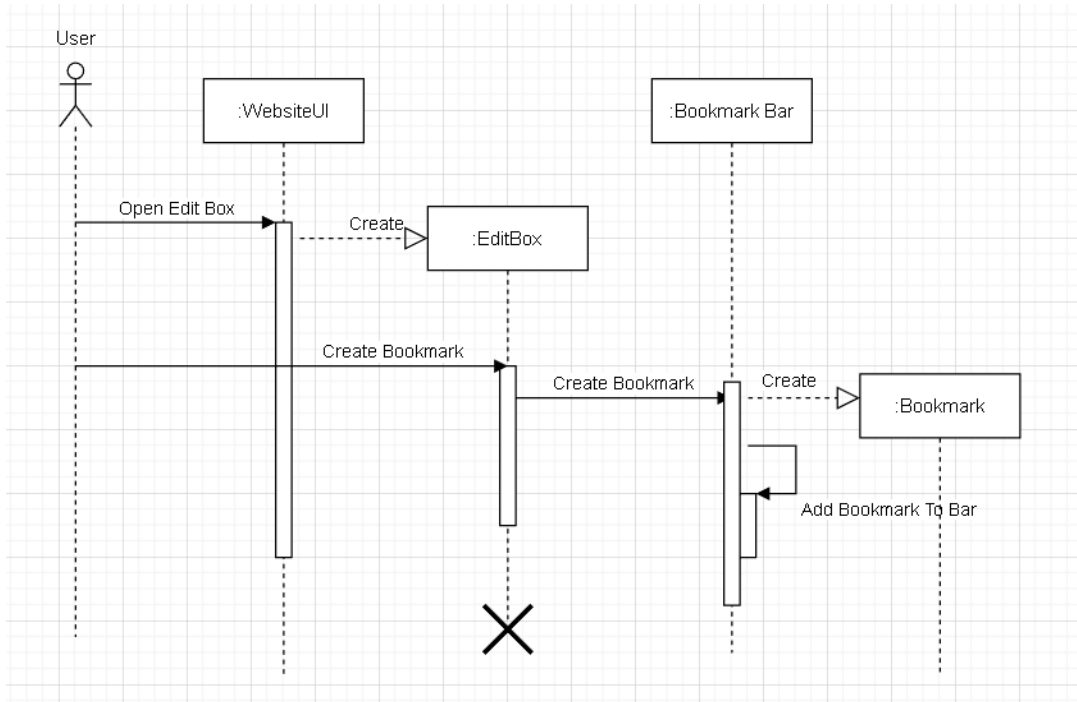 User
:WebsiteUI
:Bookmark Bar
Open Edit Box
Create
:EditBox
Create Bookmark
Create Bookmark
Create
:Bookmark
Add Bookmark To Bar